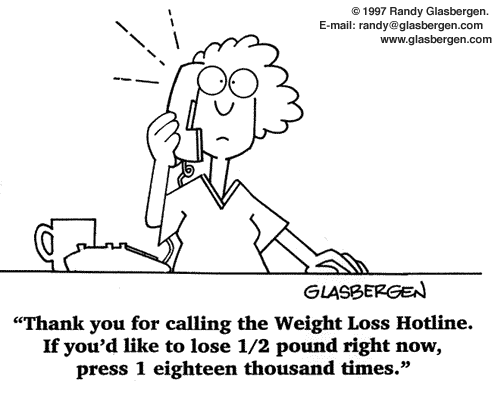 © 1997 Randy Glasbergen.
E-mail: randy@glasbergen.com
www.glasbergen.com
GLASBERGEN
“Thank you for calling the Weight Loss Hotline.
If you’d like to lose 1/2 pound right now,
press 1 eighteen thousand times.”